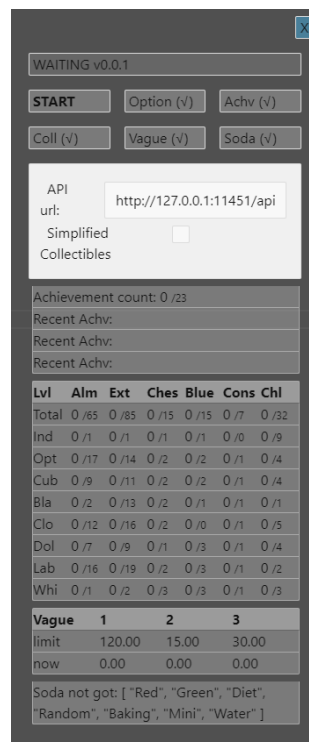 X
WAITING v0.0.1
START Option (√) Achv (√)
Coll (√) Vague (√) Soda (√)
API
url: http://127.0.0.1:11451/api
Simplified
Collectibles
Achievement count: 0 /23
Recent Achv:
Recent Achv:
Recent Achv:
Lvl Alm Ext Ches Blue Cons Chl
Total 0 /65 0 /85 0 /15 0 /15 0 /7 0 /32
Ind 0 /1 0 /1 0 /1 0 /1 0 /0 0 /9
Opt 0 /17 0 /14 0 /2 0 /2 0 /1 0 /4
Cub 0 /9 0 /11 0 /2 0 /2 0 /1 0 /4
Bla 0 /2 0 /13 0 /2 0 /1 0 /1 0 /1
Clo 0 /12 0 /16 0 /2 0 /0 0 /1 0 /5
Dol 0 /7 0 /9 0 /1 0 /3 0 /1 0 /4
Lab 0 /16 0 /19 0 /2 0 /3 0 /1 0 /2
Whi 0 /1 0 /2 0 /3 0 /3 0 /1 0 /3
Vague 1 2 3
limit 120.00 15.00 30.00
now 0.00 0.00 0.00
Soda not got: [ "Red", "Green", "Diet",
"Random", "Baking", "Mini", "Water" ]